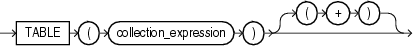 TABLE ( collection_expression ) ( + )